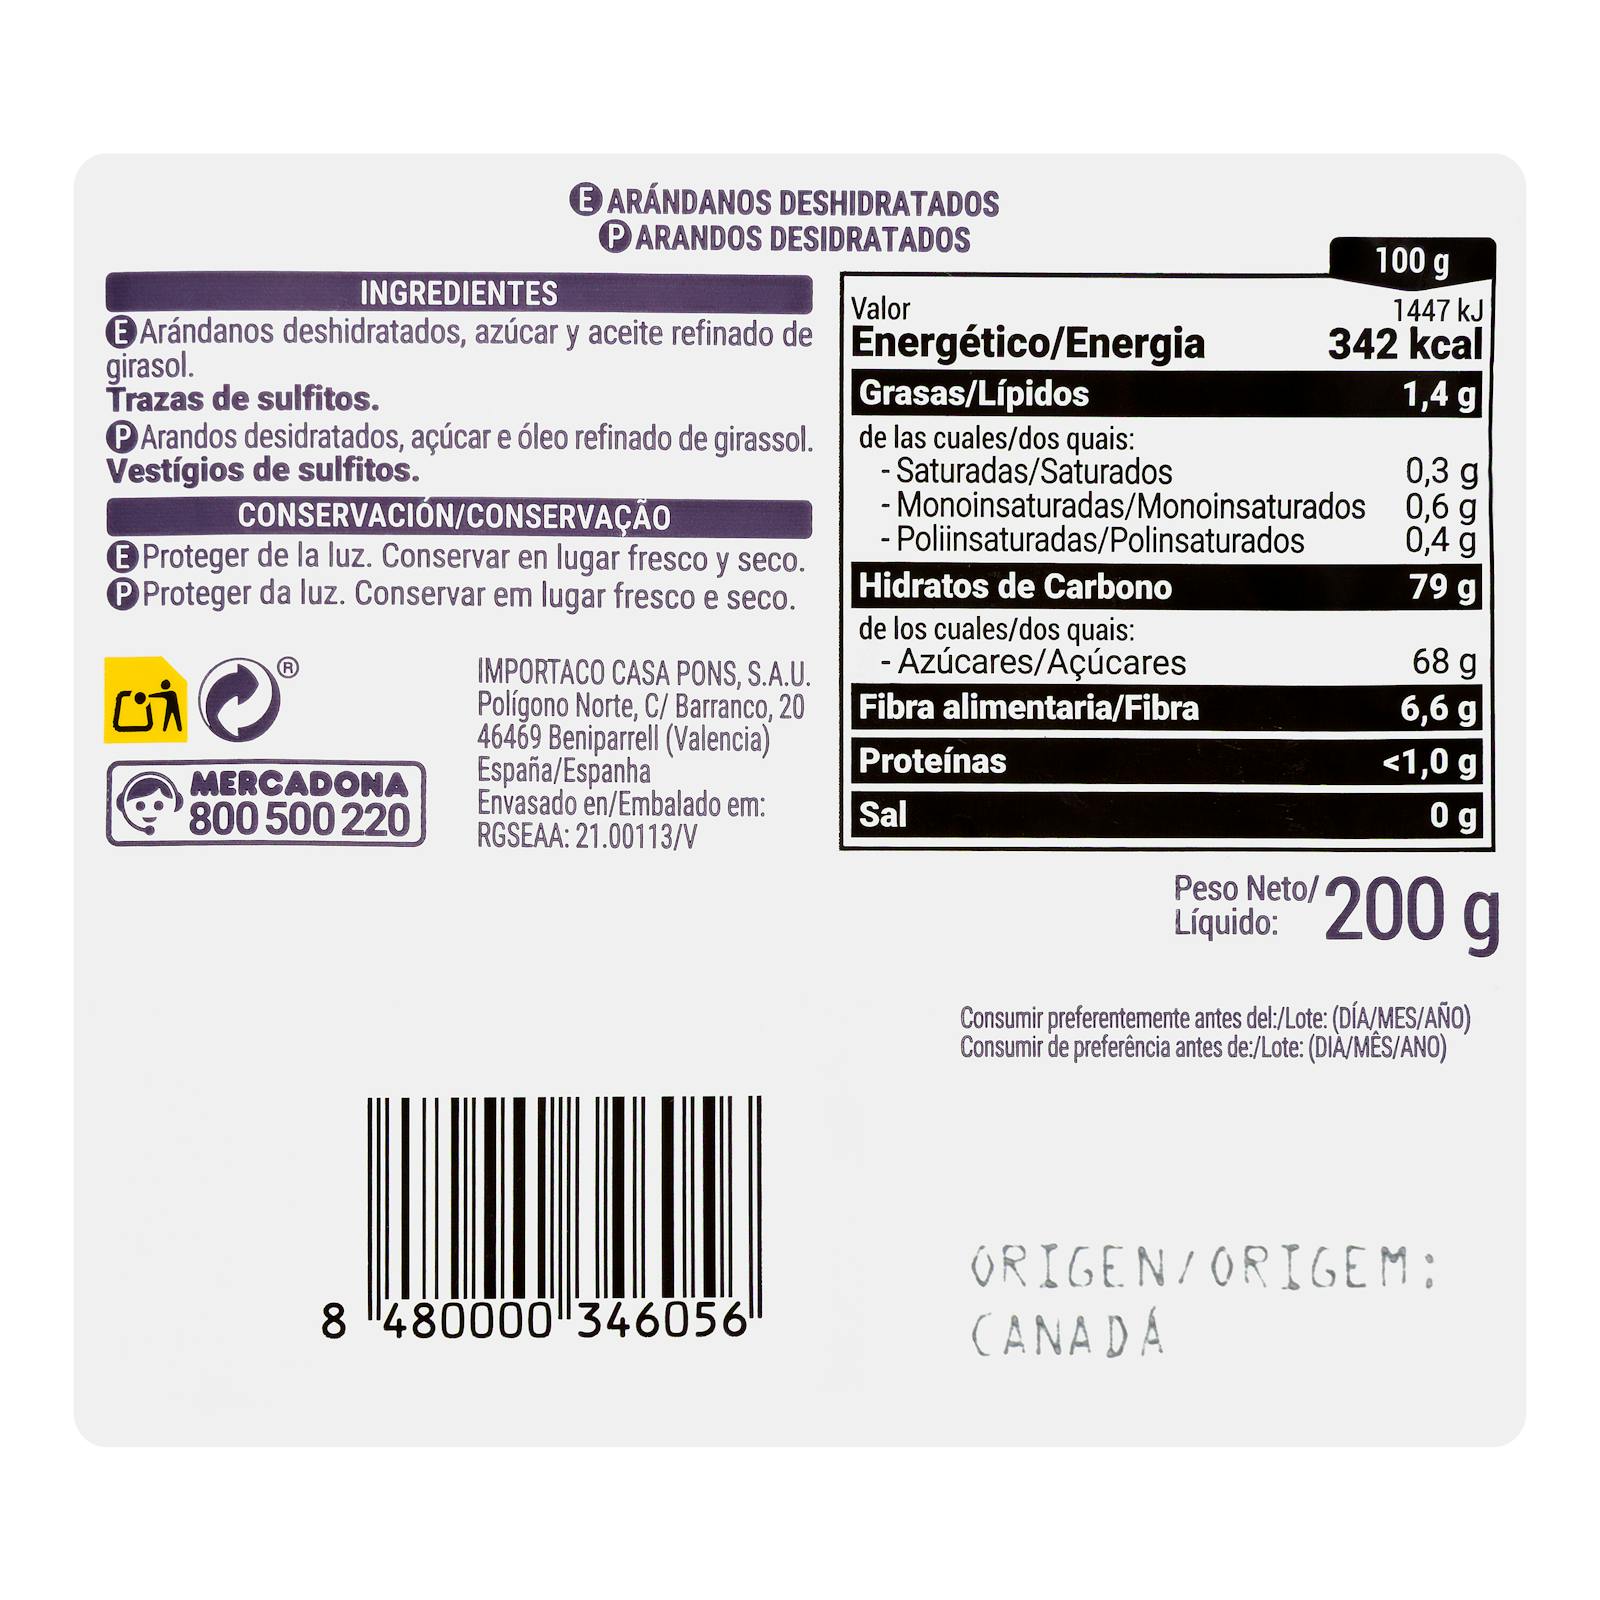 E ARÁNDANOS DESHIDRATADOS
P ARANDOS DESIDRATADOS
INGREDIENTES
E Arándanos deshidratados, azúcar y aceite refinado de
girasol.
Trazas de sulfitos.
P Arandos desidratados, açúcar e óleo refinado de girassol.
Vestígios de sulfitos.
CONSERVACIÓN/CONSERVAÇÃO
E Proteger de la luz. Conservar en lugar fresco y seco.
P Proteger da luz. Conservar em lugar fresco e seco.
®
MERCADONA
800 500 220
IMPORTACO CASA PONS, S.A.U.
Polígono Norte, C/ Barranco, 20
46469 Beniparrell (Valencia)
España/Espanha
Envasado en/Embalado em:
RGSEAA: 21.00113/V
100 g
Valor 1447 kJ
Energético/Energia 342 kcal
Grasas/Lípidos 1,4 g
de las cuales/dos quais:
- Saturadas/Saturados 0,3 g
- Monoinsaturadas/Monoinsaturados 0,6 g
- Poliinsaturadas/Polinsaturados 0,4 g
Hidratos de Carbono 79 g
de los cuales/dos quais:
- Azúcares/Açúcares 68 g
Fibra alimentaria/Fibra 6,6 g
Proteínas <1,0 g
Sal 0 g
Peso Neto/
Líquido: 200 g
Consumir preferentemente antes del:/Lote: (DÍA/MES/AÑO)
Consumir de preferência antes de:/Lote: (DIA/MÊS/ANO)
8 480000 346056
ORIGEN/ORIGEM:
CANADÁ